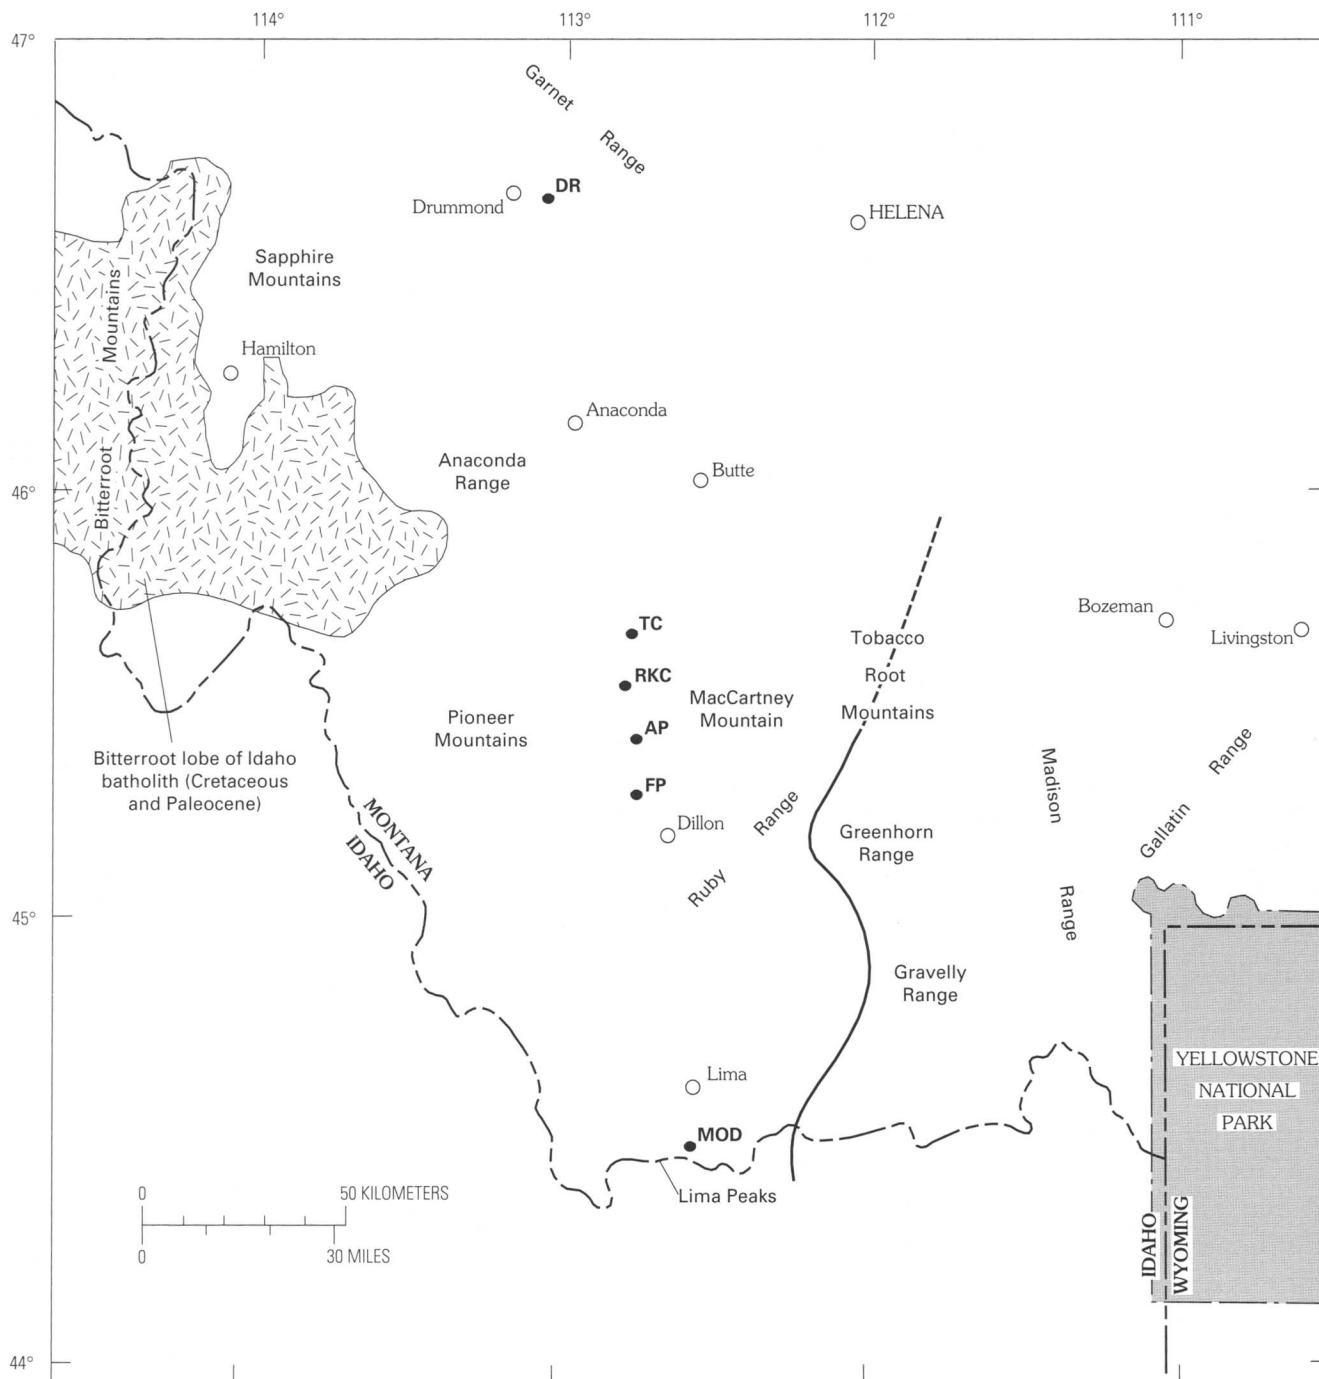 114°
113°
112°
111°
47°
Garnet
Range
DR
Drummond
HELENA
Sapphire
Mountains
Bitterroot Mountains
Hamilton
Anaconda
Anaconda
Range
Butte
46°
TC
RKC
AP
FP
MacCartney
Mountain
Pioneer
Mountains
Tobacco
Root
Mountains
Bozeman
Livingston
Bitterroot lobe of Idaho
batholith (Cretaceous
and Paleocene)
MONTANA
IDAHO
Dillon
Ruby Range
Greenhorn
Range
Madison Range
Gallatin Range
45°
Gravelly
Range
YELLOWSTONE
NATIONAL
PARK
Lima
MOD
Lima Peaks
0 50 KILOMETERS
0 30 MILES
IDAHO
WYOMING
44°